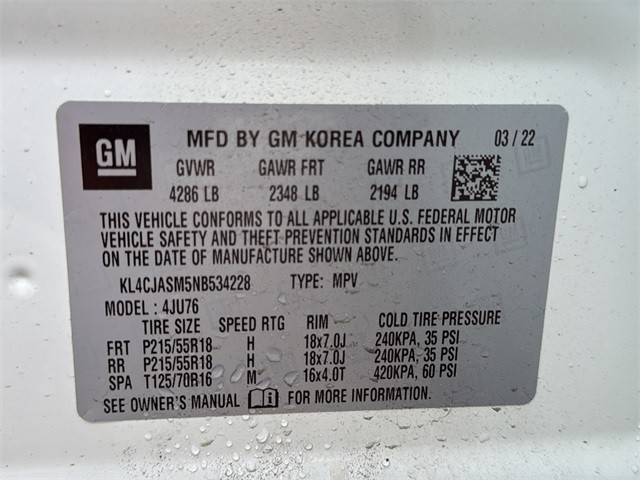 GM MFD BY GM KOREA COMPANY 03 / 22
GVWR GAWR FRT GAWR RR
4286 LB 2348 LB 2194 LB
THIS VEHICLE CONFORMS TO ALL APPLICABLE U.S. FEDERAL MOTOR
VEHICLE SAFETY AND THEFT PREVENTION STANDARDS IN EFFECT
ON THE DATE OF MANUFACTURE SHOWN ABOVE.
KL4CJASM5NB534228 TYPE: MPV
MODEL : 4JU76
TIRE SIZE SPEED RTG RIM COLD TIRE PRESSURE
FRT P215/55R18 H 18x7.0J 240KPA, 35 PSI
RR P215/55R18 H 18x7.0J 240KPA, 35 PSI
SPA T125/70R16 M 16x4.0T 420KPA, 60 PSI
SEE OWNER'S MANUAL FOR MORE INFORMATION.